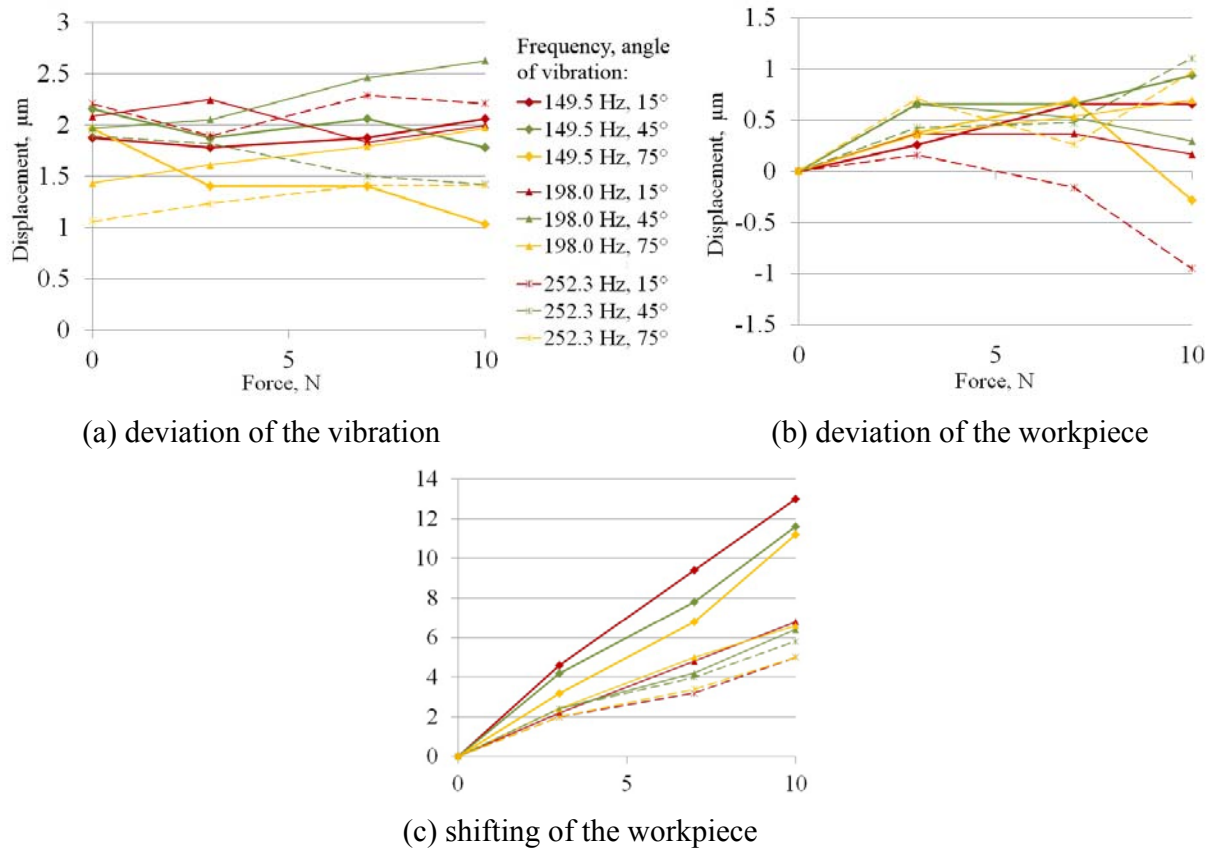 3
2.5
2
1.5
1
0.5
0
0
5
10
Displacement, μm
Force, N
Frequency, angle
of vibration:
149.5 Hz, 15°
149.5 Hz, 45°
149.5 Hz, 75°
198.0 Hz, 15°
198.0 Hz, 45°
198.0 Hz, 75°
252.3 Hz, 15°
252.3 Hz, 45°
252.3 Hz, 75°
1.5
1
0.5
0
-0.5
-1
-1.5
0
5
10
Displacement, μm
Force, N
(a) deviation of the vibration
(b) deviation of the workpiece
14
12
10
8
6
4
2
0
0
5
10
(c) shifting of the workpiece